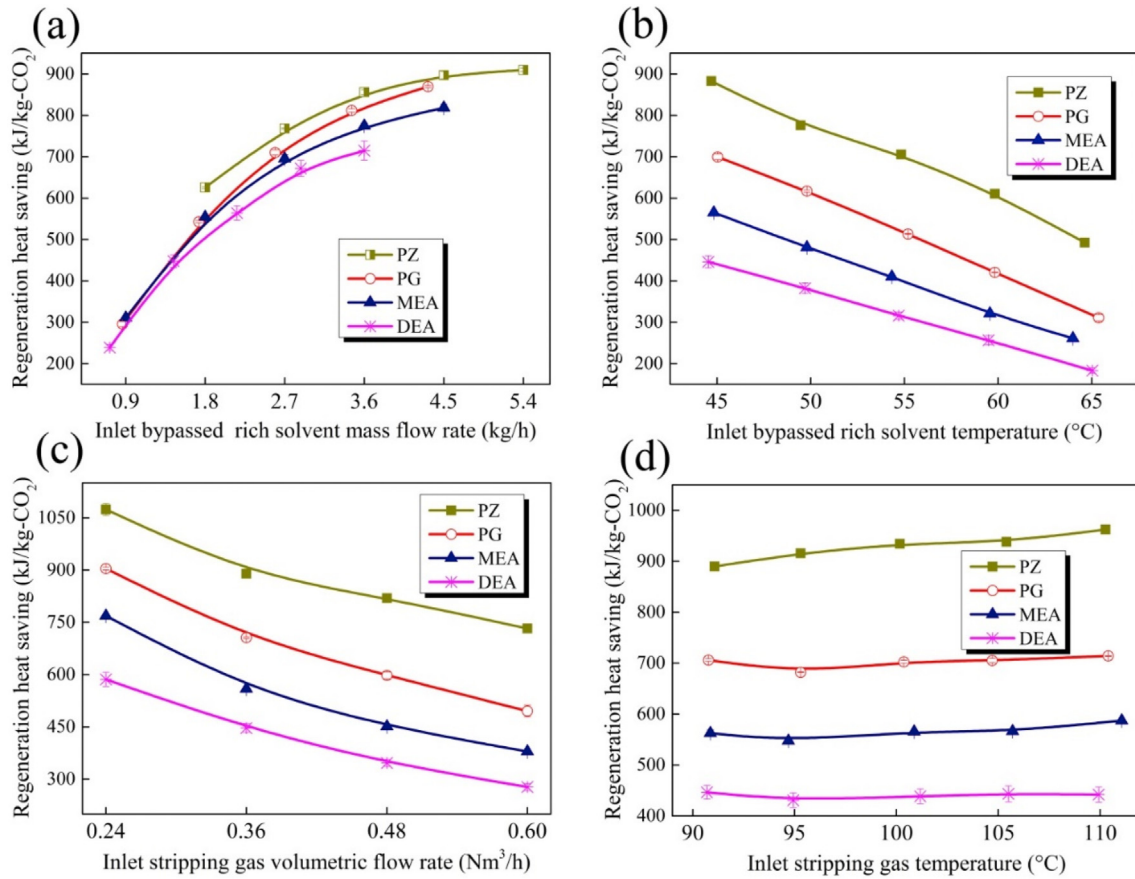 (a)
Regeneration heat saving (kJ/kg-CO₂)
900
800
700
600
500
400
300
200
PZ
PG
MEA
DEA
0.9 1.8 2.7 3.6 4.5 5.4
Inlet bypassed rich solvent mass flow rate (kg/h)
(b)
Regeneration heat saving (kJ/kg-CO₂)
900
800
700
600
500
400
300
200
PZ
PG
MEA
DEA
45 50 55 60 65
Inlet bypassed rich solvent temperature (°C)
(c)
Regeneration heat saving (kJ/kg-CO₂)
1050
900
750
600
450
300
PZ
PG
MEA
DEA
0.24 0.36 0.48 0.60
Inlet stripping gas volumetric flow rate (Nm³/h)
(d)
Regeneration heat saving (kJ/kg-CO₂)
1000
900
800
700
600
500
400
PZ
PG
MEA
DEA
90 95 100 105 110
Inlet stripping gas temperature (°C)